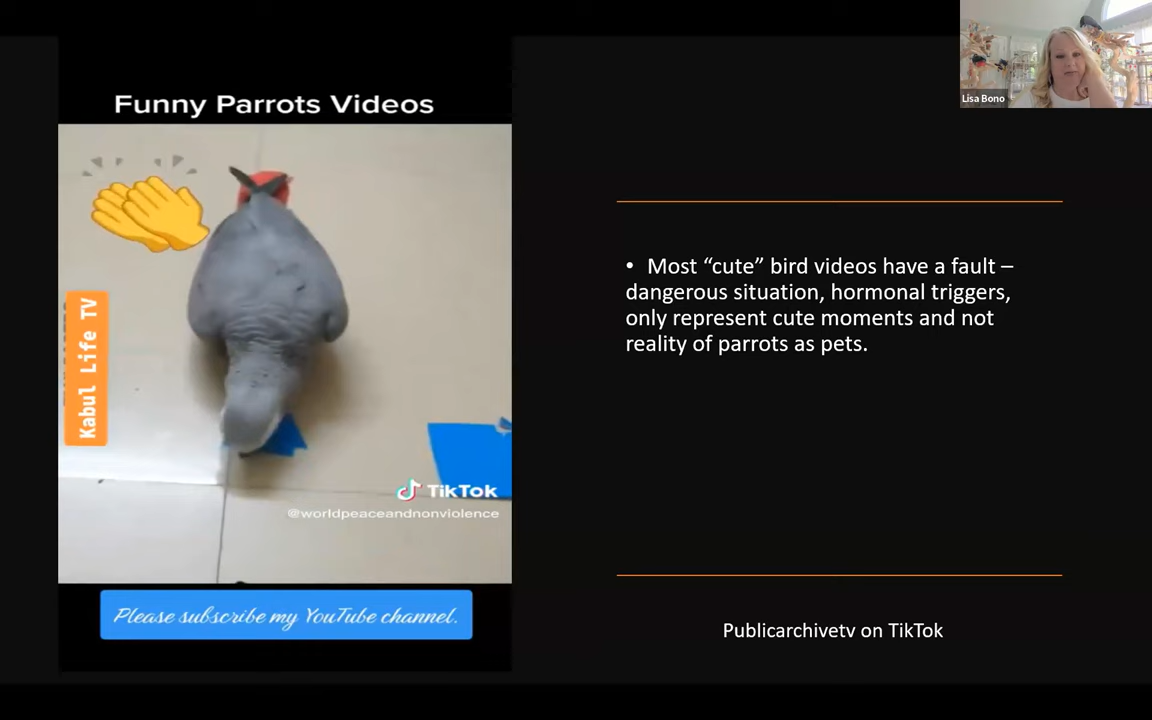 Lisa Bono
Funny Parrots Videos
Kabul Life TV
TikTok
@worldpeaceandnonviolence
Please subscribe my YouTube channel.
• Most “cute” bird videos have a fault –
dangerous situation, hormonal triggers,
only represent cute moments and not
reality of parrots as pets.
Publicarchivetv on TikTok